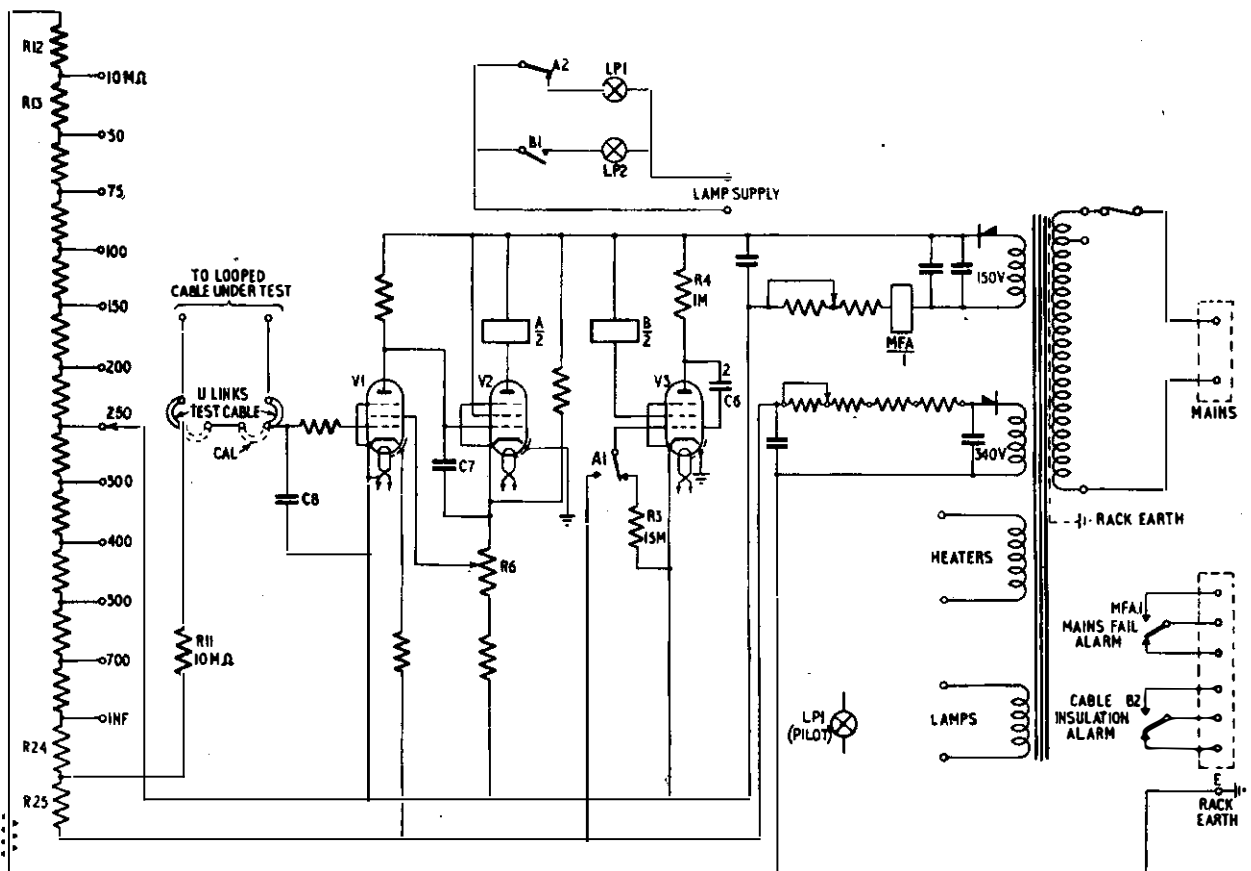 R12
10MΩ
R13
50
75
100
150
200
250
300
400
500
700
INF
R24
R25
A2
LP1
B1
LP2
LAMP SUPPLY
TO LOOPED
CABLE UNDER TEST
U LINKS
TEST CABLE
CAL
C8
R11
10MΩ
V1
C7
A
2
V2
R6
B
2
A1
R3
15M
R4
1M
V3
2
C6
150V
MFA
1
340V
MAINS
RACK EARTH
HEATERS
LAMPS
LP1
(PILOT)
MFA.1
MAINS FAIL
ALARM
CABLE B2
INSULATION
ALARM
E
RACK
EARTH